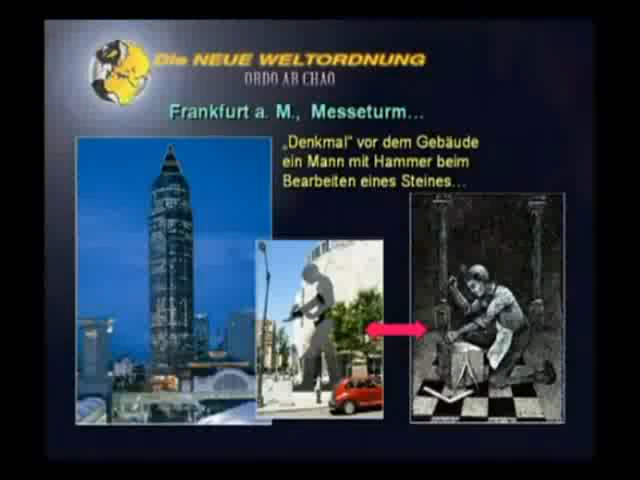 Die NEUE WELTORDNUNG
ORDO AB CHAO
Frankfurt a. M., Messeturm...
„Denkmal" vor dem Gebäude
ein Mann mit Hammer beim
Bearbeiten eines Steines...